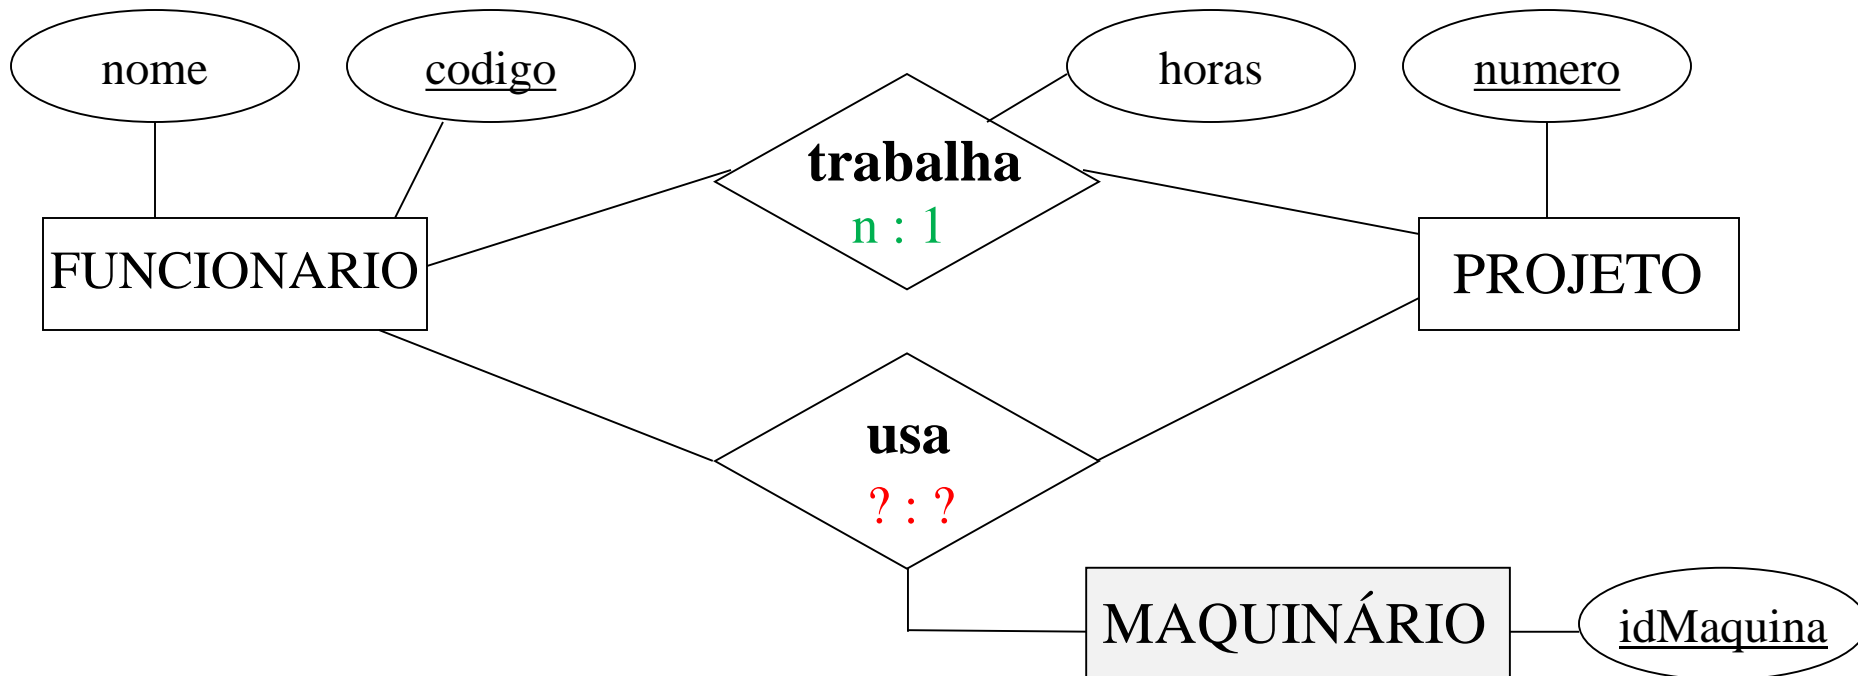 nome
codigo
horas
numero
trabalha
n : 1
FUNCIONARIO
PROJETO
usa
? : ?
MAQUINÁRIO
idMaquina